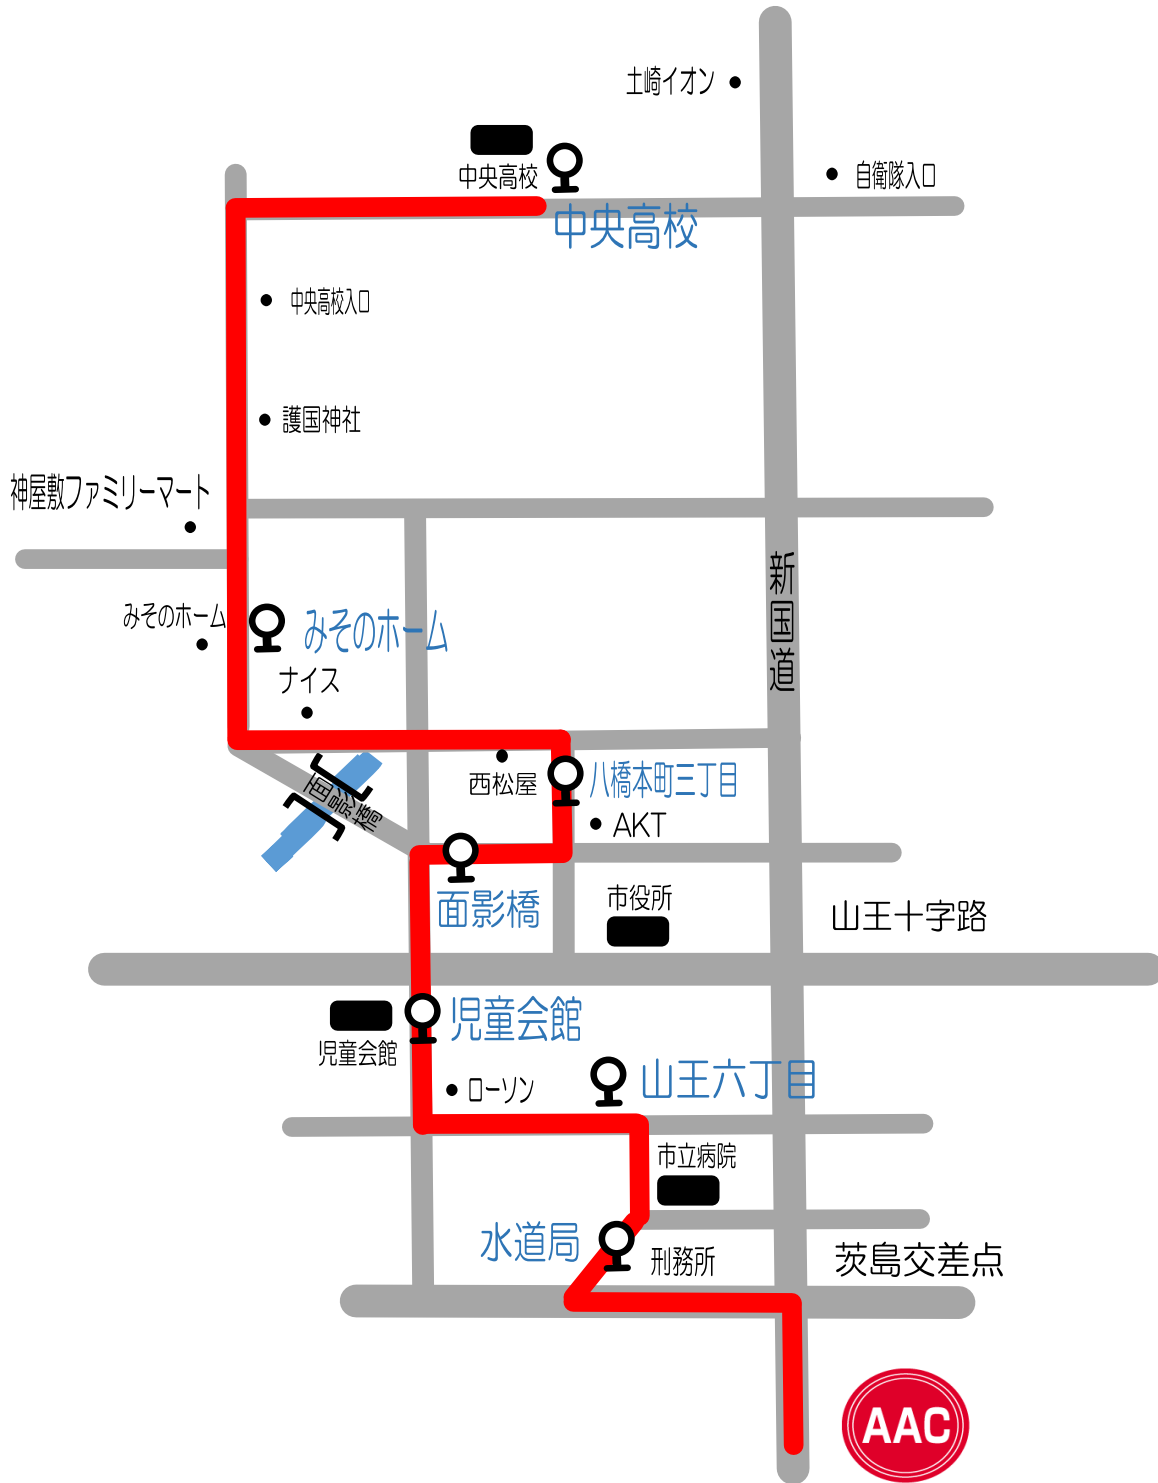 土崎イオン
中央高校
自衛隊入口
中央高校
中央高校入口
護国神社
神屋敷ファミリーマート
新国道
みそのホーム
みそのホーム
ナイス
西松屋
八橋本町三丁目
面影橋
AKT
面影橋
市役所
山王十字路
児童会館
児童会館
山王六丁目
ローソン
市立病院
水道局
刑務所
茨島交差点
AAC